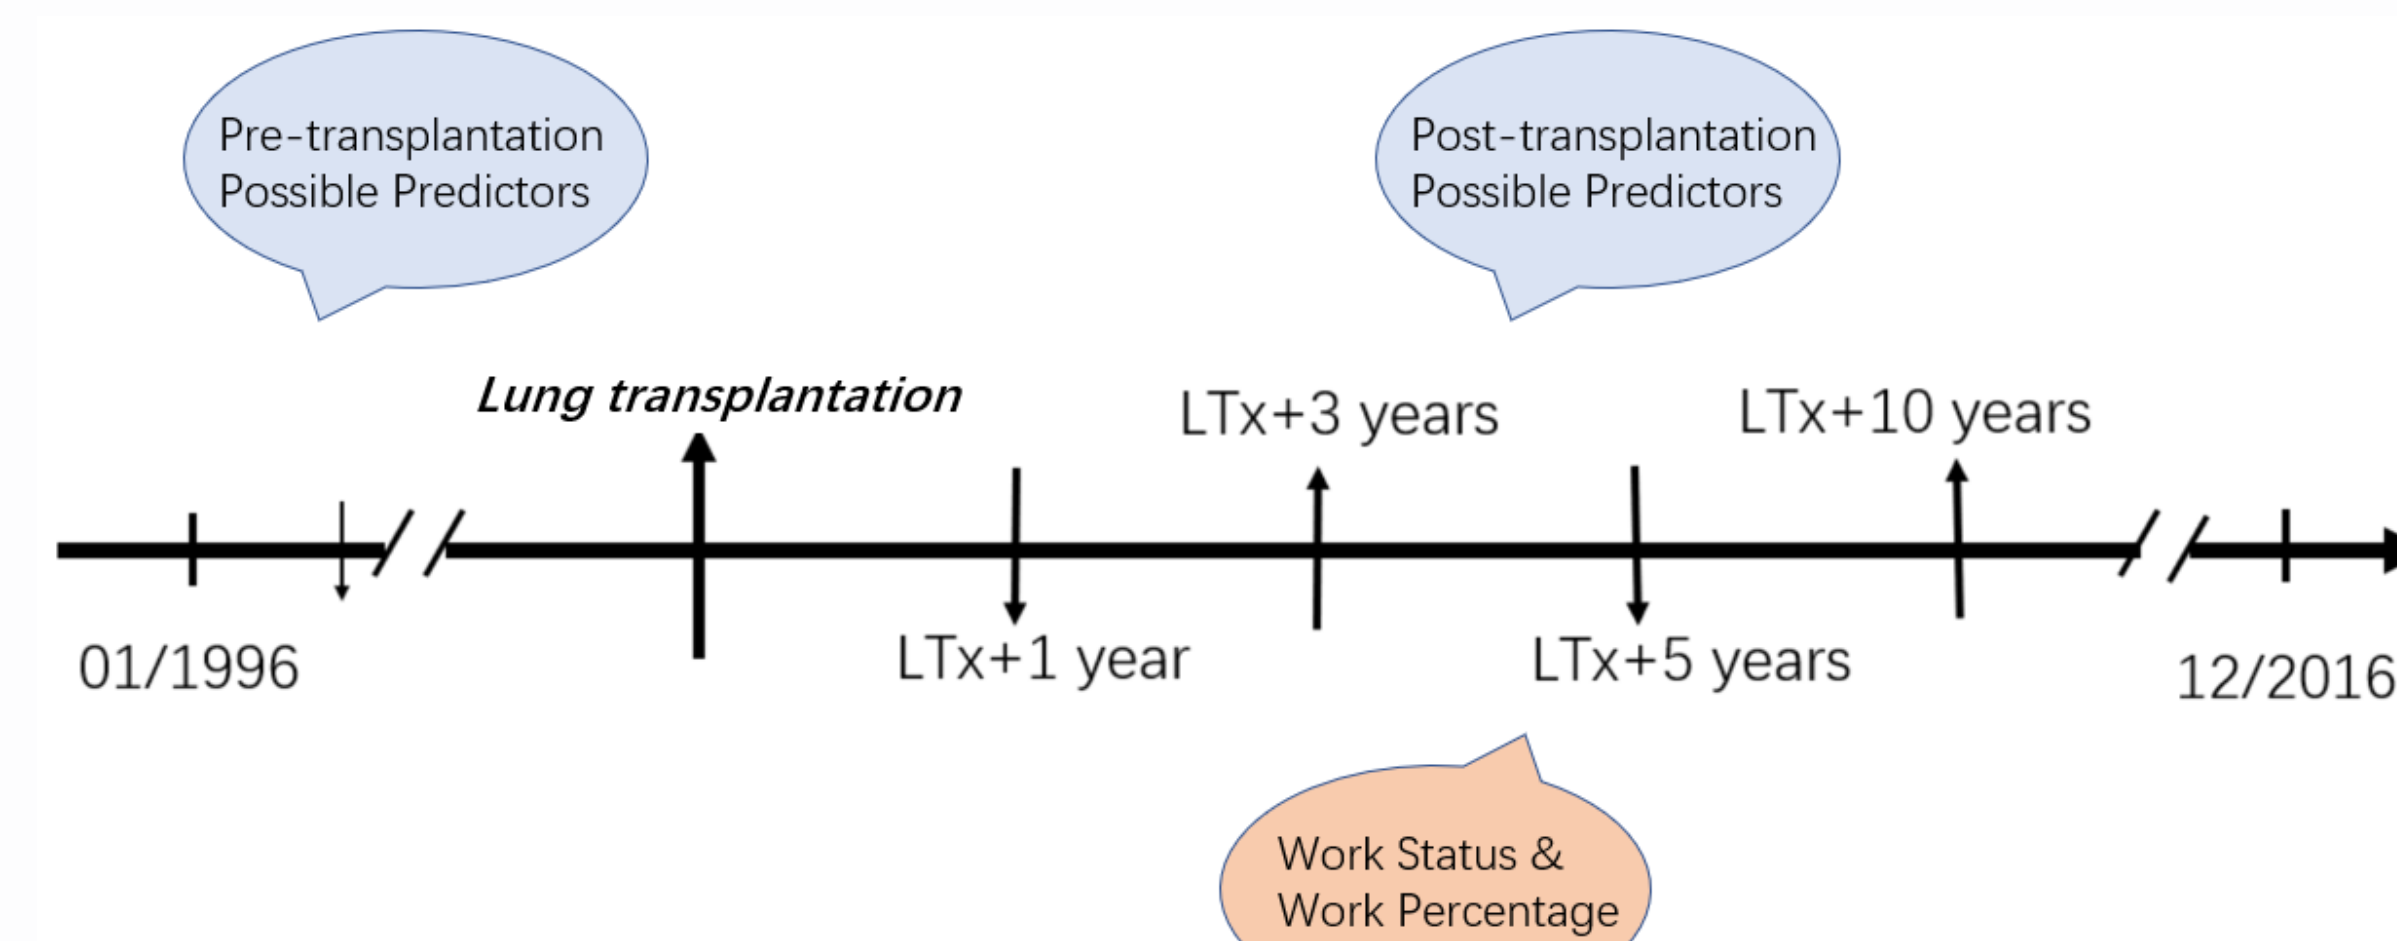 Pre-transplantation
Possible Predictors
Post-transplantation
Possible Predictors
Lung transplantation
LTx+3 years
LTx+10 years
01/1996
LTx+1 year
LTx+5 years
12/2016
Work Status &
Work Percentage